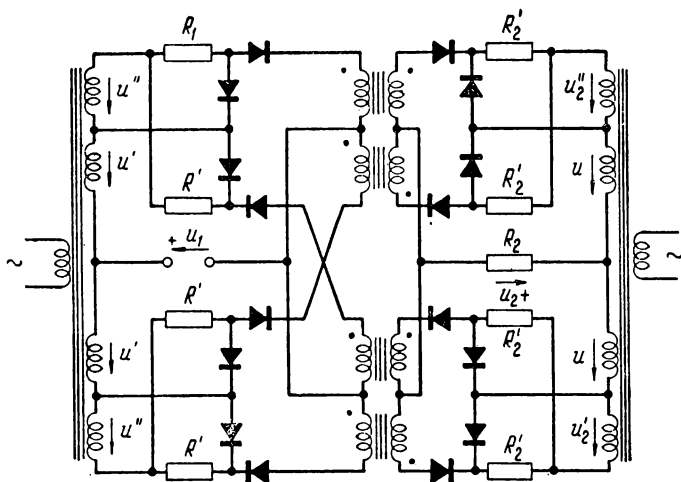 R₁ R₂'
u'' u₂''
u' u
R' R₂'
+ u₁ R₂
~ ~
u₂ +
R' R₂'
u' u
u'' u₂'
R' R₂'